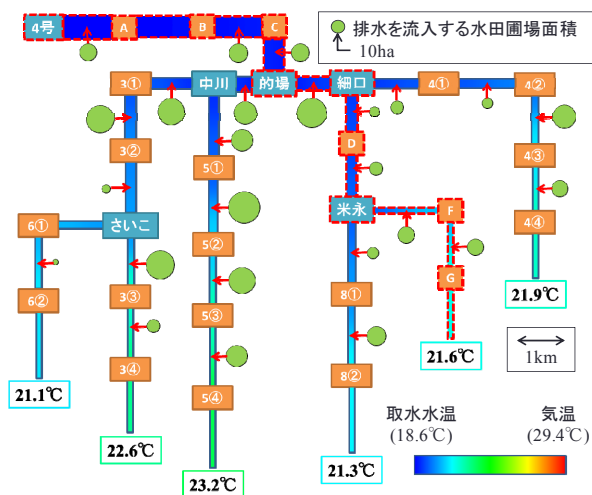 4号 A B C
排水を流入する水田圃場面積
10ha
3① 中川 的場 細口 4① 4②
3② D 4③
5①
6① さいこ 米永 F 4④
5②
G
6② 3③ 5③ 8①
21.9℃
3④ 5④ 8② 21.6℃
1km
21.1℃
22.6℃
23.2℃
21.3℃
取水水温
(18.6℃)
気温
(29.4℃)